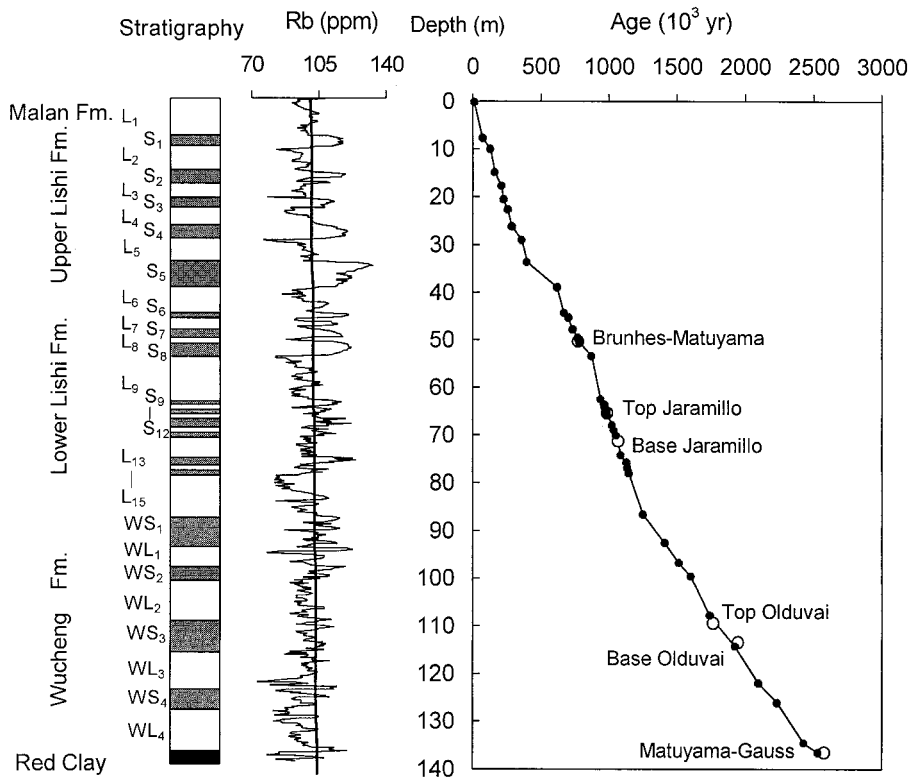 Stratigraphy
Rb (ppm)
70 105 140
Depth (m)
Age (10³ yr)
0 500 1000 1500 2000 2500 3000
Malan Fm.
Upper Lishi Fm.
Lower Lishi Fm.
Wucheng Fm.
Red Clay
L₁
S₁
L₂
S₂
L₃
S₃
L₄
S₄
L₅
S₅
L₆
S₆
L₇
S₇
L₈
S₈
L₉
S₉
S₁₂
L₁₃
L₁₅
WS₁
WL₁
WS₂
WL₂
WS₃
WL₃
WS₄
WL₄
0
10
20
30
40
50
60
70
80
90
100
110
120
130
140
Brunhes-Matuyama
Top Jaramillo
Base Jaramillo
Top Olduvai
Base Olduvai
Matuyama-Gauss